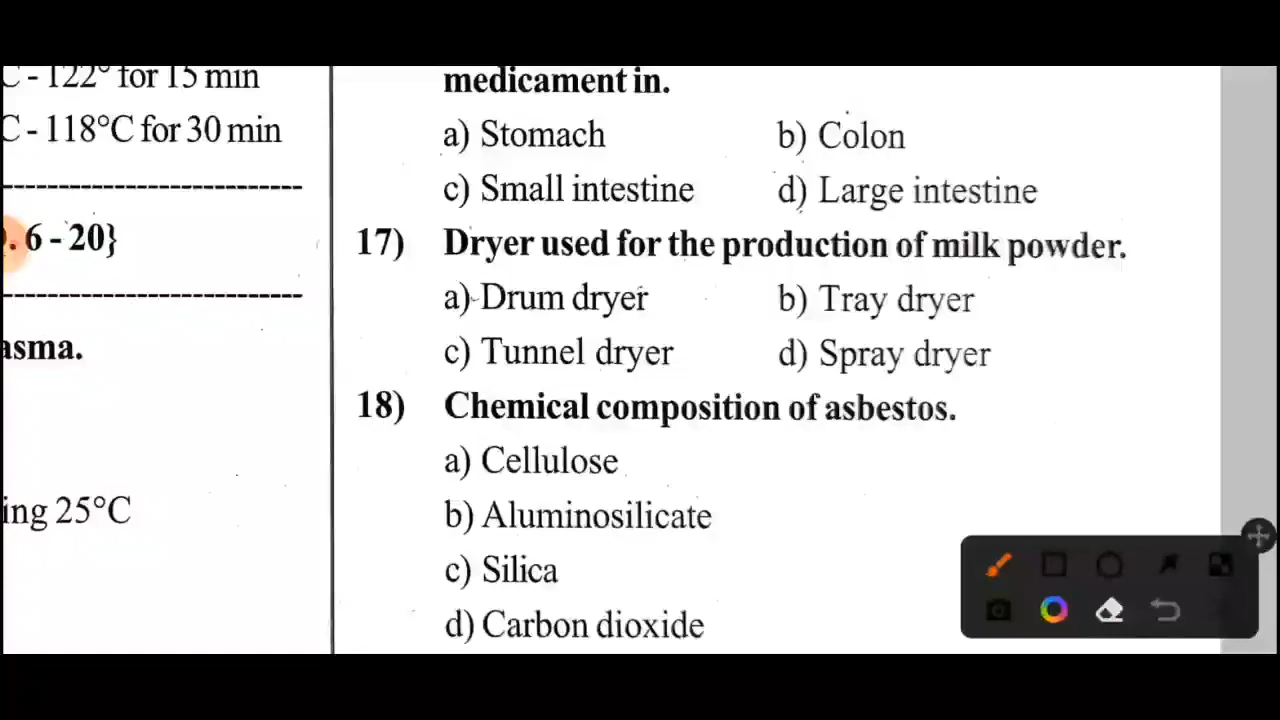 C - 122° for 15 min
C - 118°C for 30 min
. 6 - 20}
asma.
ing 25°C
medicament in.
a) Stomach b) Colon
c) Small intestine d) Large intestine
17) Dryer used for the production of milk powder.
a) Drum dryer b) Tray dryer
c) Tunnel dryer d) Spray dryer
18) Chemical composition of asbestos.
a) Cellulose
b) Aluminosilicate
c) Silica
d) Carbon dioxide